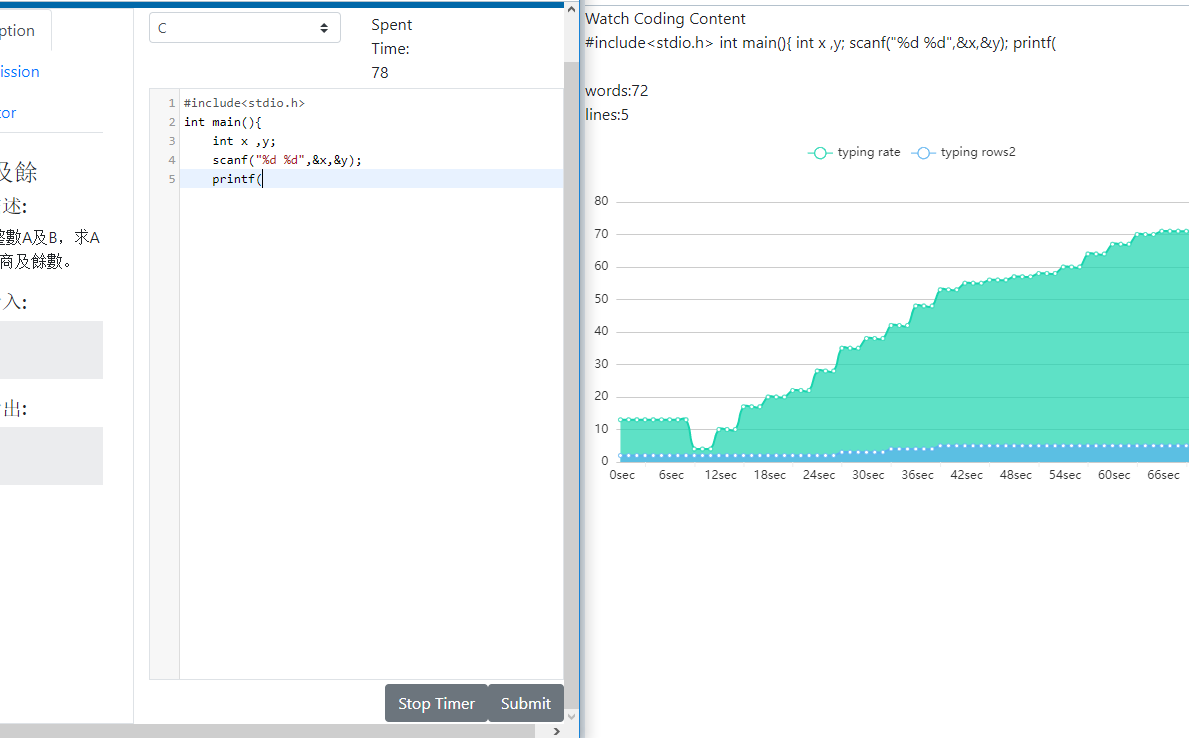 ption
ission
or
及餘
述:
整數A及B，求A
商及餘數。
入:
出:
C
Spent
Time:
78
1 #include<stdio.h>
2 int main(){
3 int x ,y;
4 scanf("%d %d",&x,&y);
5 printf(
Stop Timer
Submit
Watch Coding Content
#include<stdio.h> int main(){ int x ,y; scanf("%d %d",&x,&y); printf(
words:72
lines:5
typing rate
typing rows2
80
70
60
50
40
30
20
10
0
0sec 6sec 12sec 18sec 24sec 30sec 36sec 42sec 48sec 54sec 60sec 66sec